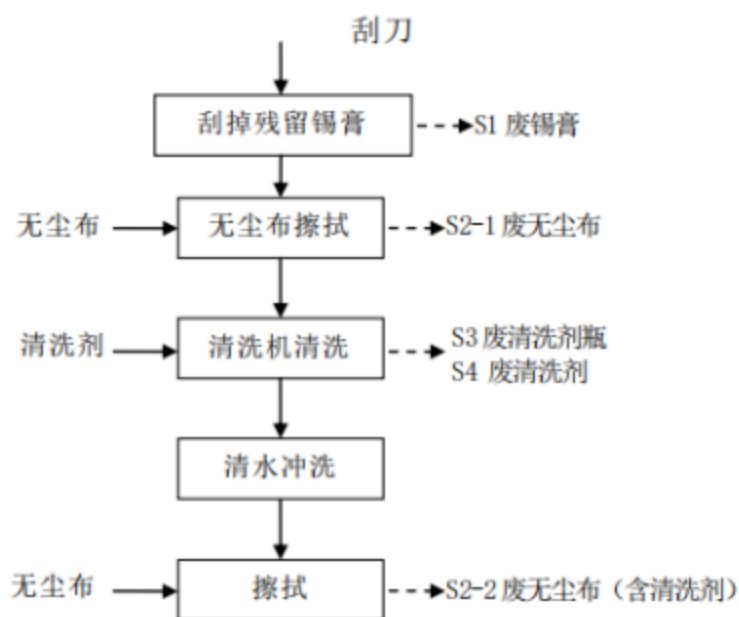 刮刀
刮掉残留锡膏
S1 废锡膏
无尘布
无尘布擦拭
S2-1 废无尘布
清洗剂
清洗机清洗
S3 废清洗剂瓶
S4 废清洗剂
清水冲洗
无尘布
擦拭
S2-2 废无尘布（含清洗剂）